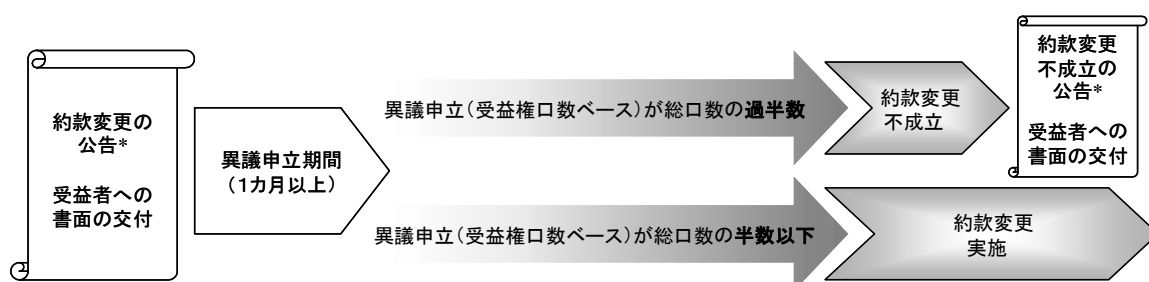 約款変更の
公告*
受益者への
書面の交付
異議申立期間
(1カ月以上)
異議申立(受益権口数ベース)が総口数の過半数
約款変更
不成立
約款変更
不成立の
公告*
受益者への
書面の交付
異議申立(受益権口数ベース)が総口数の半数以下
約款変更
実施